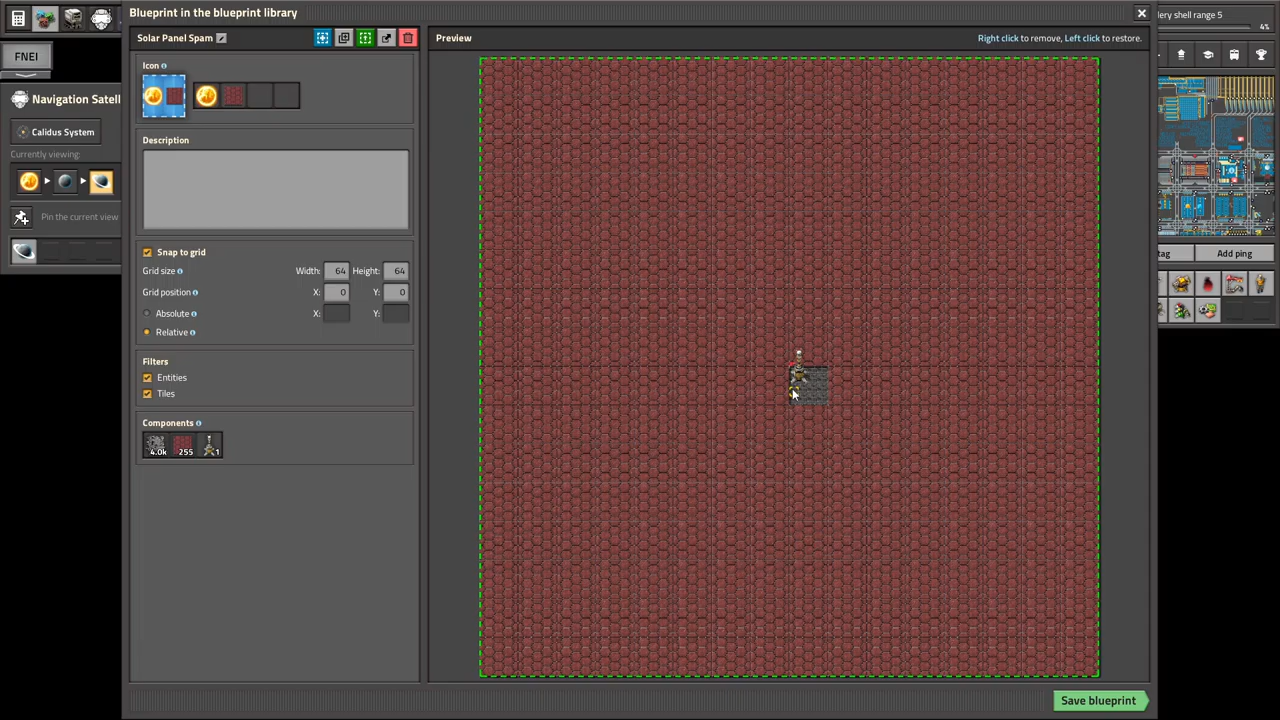 Blueprint in the blueprint library
Solar Panel Spam
Preview
Right click to remove, Left click to restore.
Icon
Description
Snap to grid
Grid size
Width: 64 Height: 64
Grid position
X: 0 Y: 0
Absolute
X: Y:
Relative
Filters
Entities
Tiles
Components
4.0k 255 1
Save blueprint
FNEI
Navigation Satell
Calidus System
Currently viewing:
Pin the current view
lery shell range 5
4%
tag
Add ping